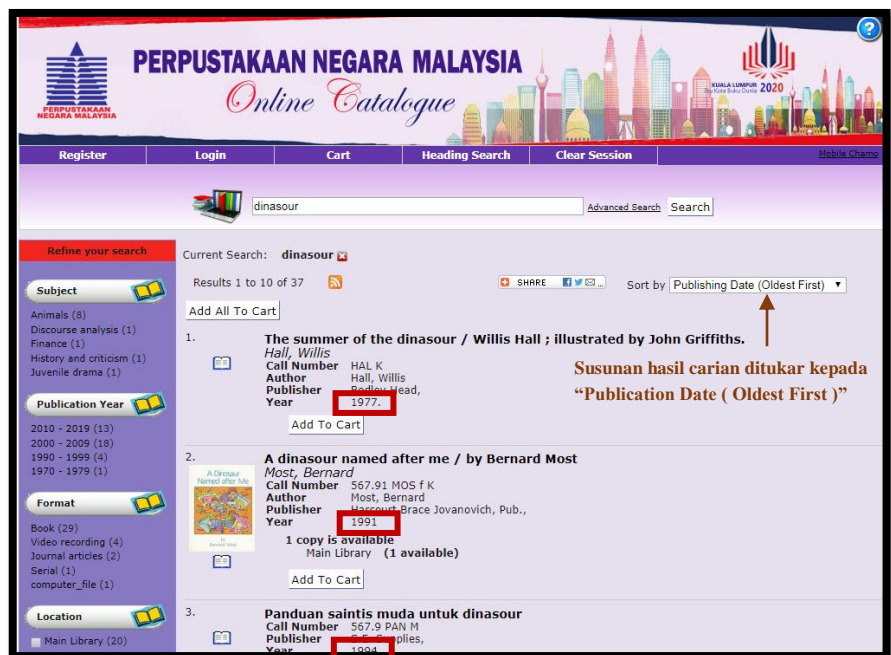 PERPUSTAKAAN NEGARA MALAYSIA
Online Catalogue
PERPUSTAKAAN
NEGARA MALAYSIA
KUALA LUMPUR 2020
?
Register Login Cart Heading Search Clear Session Mobile Chamo
dinasour Advanced Search Search
Refine your search
Subject
Animals (8)
Discourse analysis (1)
Finance (1)
History and criticism (1)
Juvenile drama (1)
Publication Year
2010 - 2019 (13)
2000 - 2009 (18)
1990 - 1999 (4)
1970 - 1979 (1)
Format
Book (29)
Video recording (4)
Journal articles (2)
Serial (1)
computer_file (1)
Location
Main Library (20)
Current Search: dinasour
Results 1 to 10 of 37 SHARE ... Sort by Publishing Date (Oldest First)
Add All To Cart
1. The summer of the dinasour / Willis Hall ; illustrated by John Griffiths.
Hall, Willis
Call Number HAL K
Author Hall, Willis
Publisher Bodley Head,
Year 1977.
Add To Cart
Susunan hasil carian ditukar kepada
“Publication Date ( Oldest First )”
2. A dinasour named after me / by Bernard Most
Most, Bernard
Call Number 567.91 MOS f K
Author Most, Bernard
Publisher Harcourt Brace Jovanovich, Pub.,
Year 1991
1 copy is available
Main Library (1 available)
Add To Cart
A Dinosaur
Named after Me
Bernard Most
3. Panduan saintis muda untuk dinasour
Call Number 567.9 PAN M
Publisher Supplies,
Year 1994